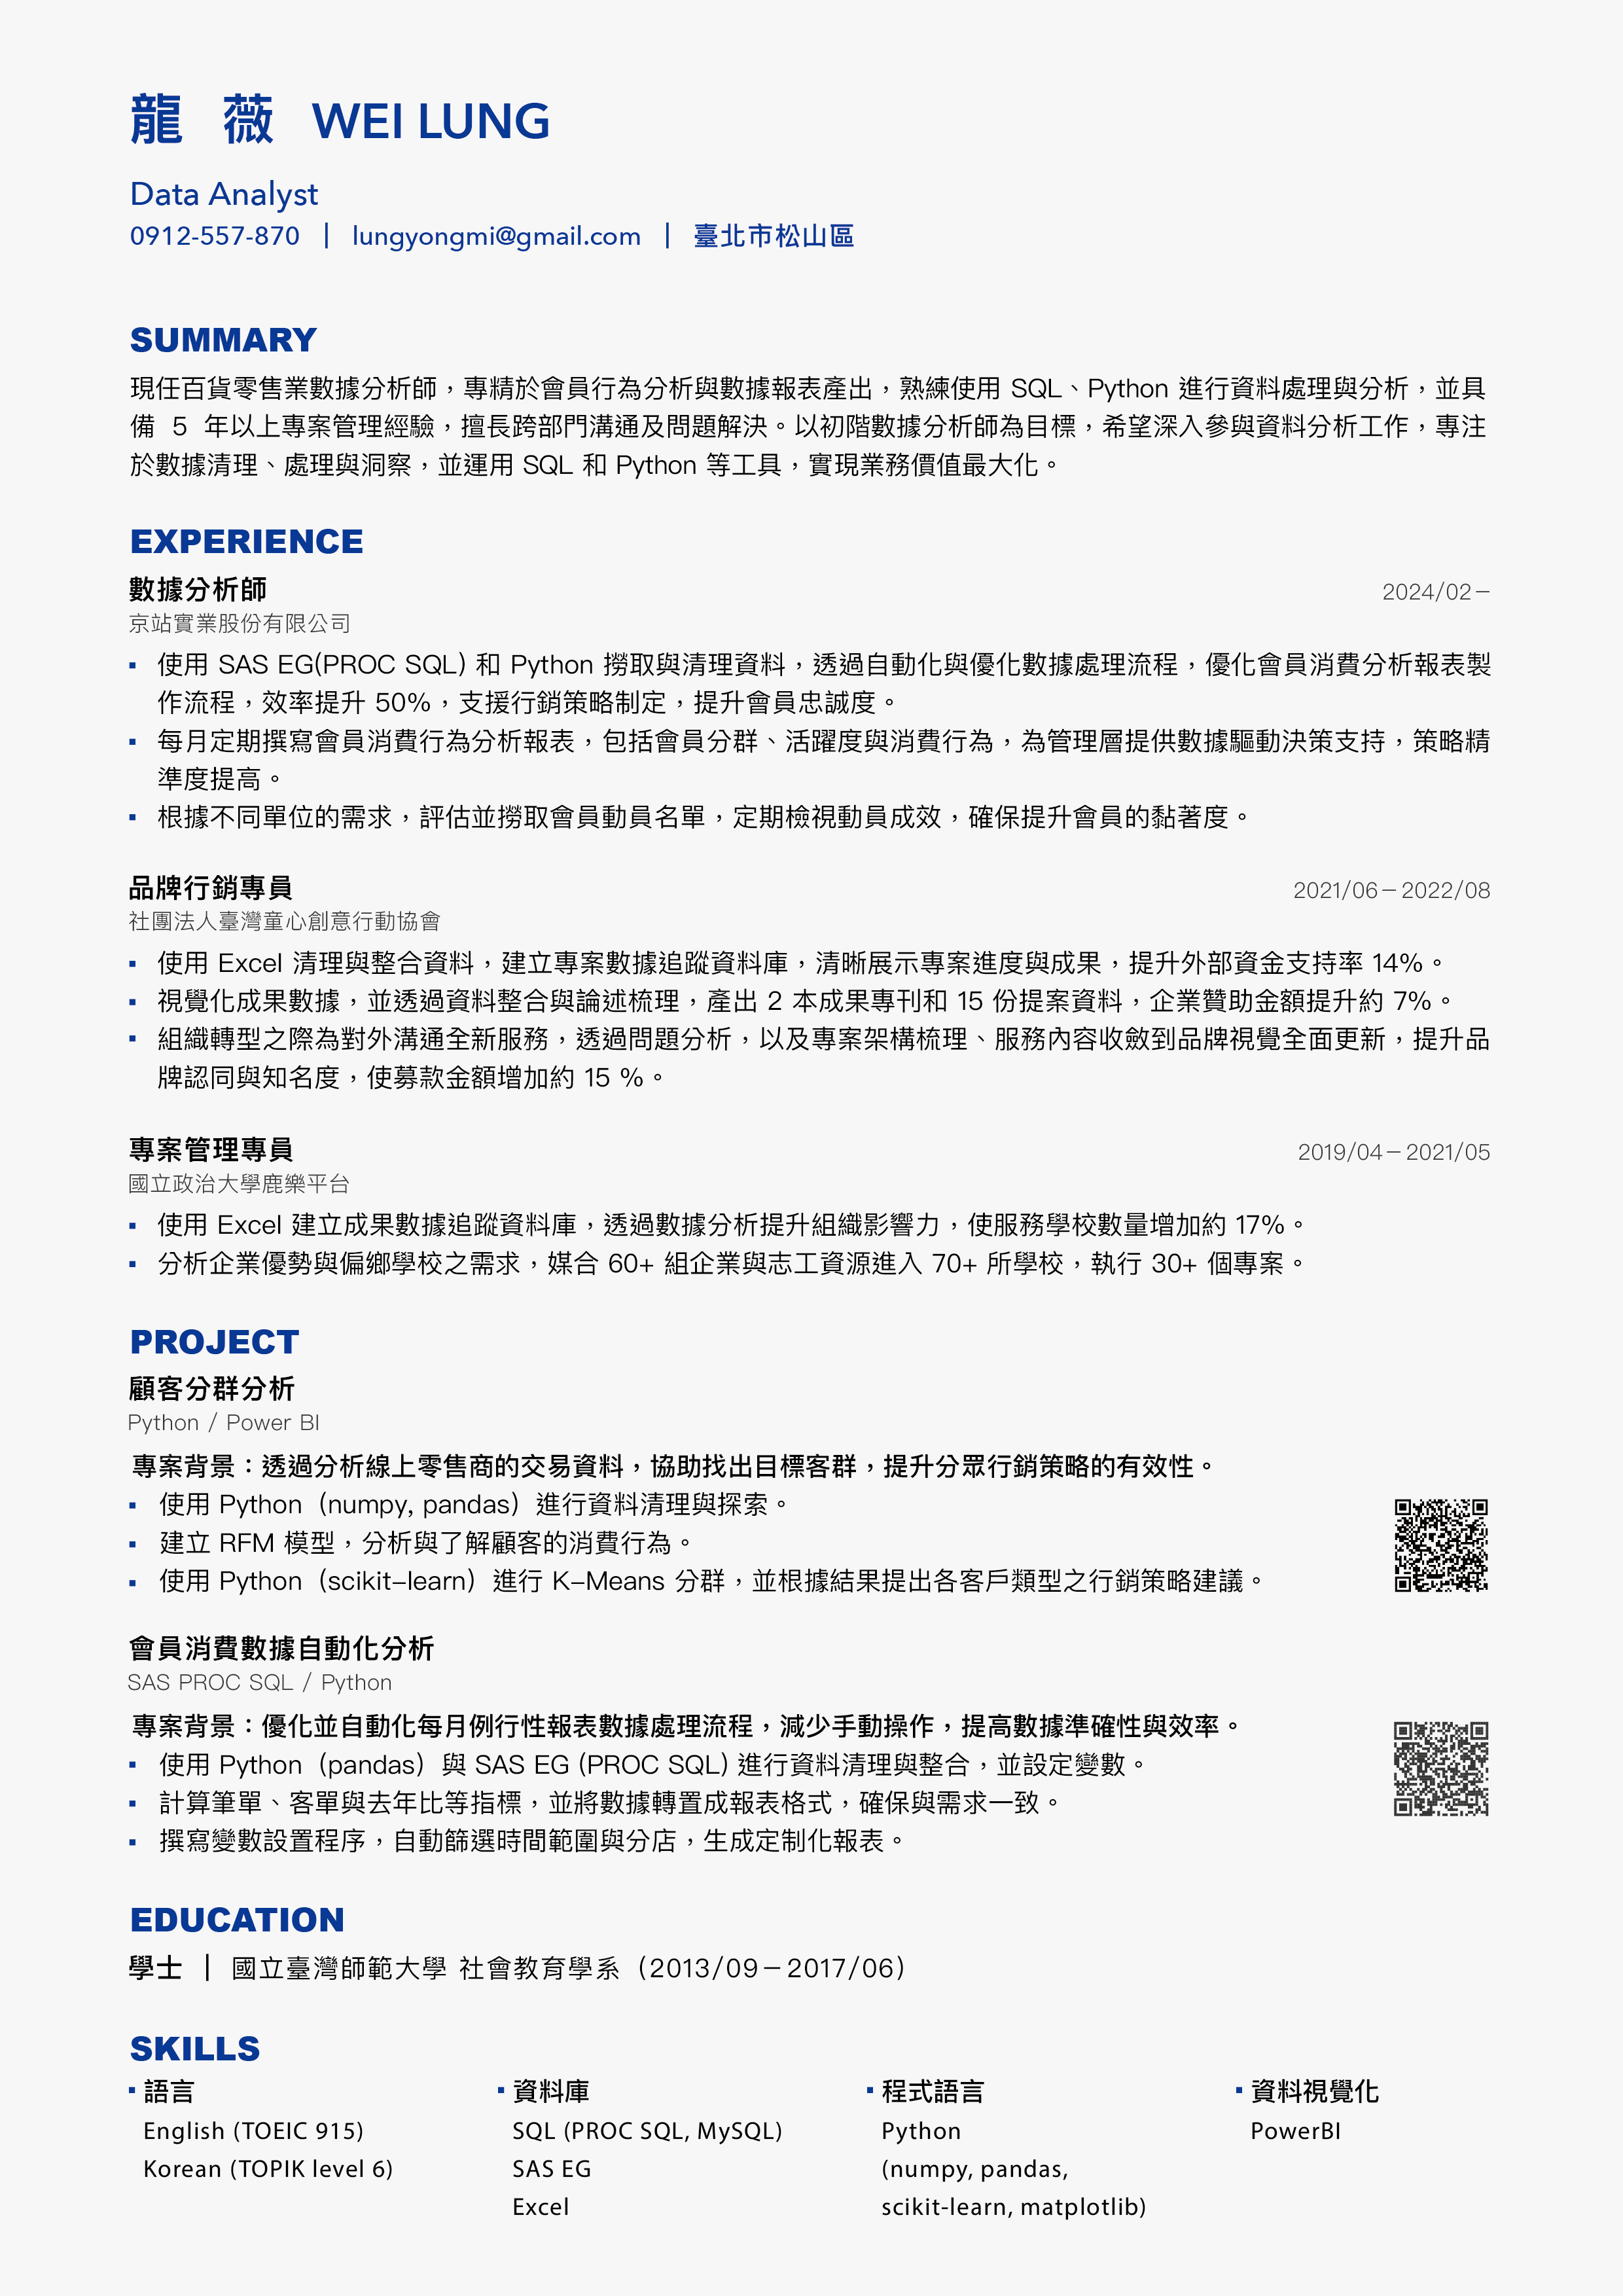 龍 薇 WEI LUNG
Data Analyst
0912-557-870 | lungyongmi@gmail.com | 臺北市松山區
SUMMARY
現任百貨零售業數據分析師，專精於會員行為分析與數據報表產出，熟練使用 SQL、Python 進行資料處理與分析，並具
備 5 年以上專案管理經驗，擅長跨部門溝通及問題解決。以初階數據分析師為目標，希望深入參與資料分析工作，專注
於數據清理、處理與洞察，並運用 SQL 和 Python 等工具，實現業務價值最大化。
EXPERIENCE
數據分析師 2024/02－
京站實業股份有限公司
▪ 使用 SAS EG(PROC SQL) 和 Python 撈取與清理資料，透過自動化與優化數據處理流程，優化會員消費分析報表製
作流程，效率提升 50%，支援行銷策略制定，提升會員忠誠度。
▪ 每月定期撰寫會員消費行為分析報表，包括會員分群、活躍度與消費行為，為管理層提供數據驅動決策支持，策略精
準度提高。
▪ 根據不同單位的需求，評估並撈取會員動員名單，定期檢視動員成效，確保提升會員的黏著度。
品牌行銷專員 2021/06－2022/08
社團法人臺灣童心創意行動協會
▪ 使用 Excel 清理與整合資料，建立專案數據追蹤資料庫，清晰展示專案進度與成果，提升外部資金支持率 14%。
▪ 視覺化成果數據，並透過資料整合與論述梳理，產出 2 本成果專刊和 15 份提案資料，企業贊助金額提升約 7%。
▪ 組織轉型之際為對外溝通全新服務，透過問題分析，以及專案架構梳理、服務內容收斂到品牌視覺全面更新，提升品
牌認同與知名度，使募款金額增加約 15 %。
專案管理專員 2019/04－2021/05
國立政治大學鹿樂平台
▪ 使用 Excel 建立成果數據追蹤資料庫，透過數據分析提升組織影響力，使服務學校數量增加約 17%。
▪ 分析企業優勢與偏鄉學校之需求，媒合 60+ 組企業與志工資源進入 70+ 所學校，執行 30+ 個專案。
PROJECT
顧客分群分析
Python / Power BI
專案背景：透過分析線上零售商的交易資料，協助找出目標客群，提升分眾行銷策略的有效性。
▪ 使用 Python（numpy, pandas）進行資料清理與探索。
▪ 建立 RFM 模型，分析與了解顧客的消費行為。
▪ 使用 Python（scikit–learn）進行 K–Means 分群，並根據結果提出各客戶類型之行銷策略建議。
會員消費數據自動化分析
SAS PROC SQL / Python
專案背景：優化並自動化每月例行性報表數據處理流程，減少手動操作，提高數據準確性與效率。
▪ 使用 Python（pandas）與 SAS EG (PROC SQL) 進行資料清理與整合，並設定變數。
▪ 計算筆單、客單與去年比等指標，並將數據轉置成報表格式，確保與需求一致。
▪ 撰寫變數設置程序，自動篩選時間範圍與分店，生成定制化報表。
EDUCATION
學士 | 國立臺灣師範大學 社會教育學系（2013/09－2017/06）
SKILLS
▪ 語言 ▪ 資料庫 ▪ 程式語言 ▪ 資料視覺化
English (TOEIC 915) SQL (PROC SQL, MySQL) Python PowerBI
Korean (TOPIK level 6) SAS EG (numpy, pandas,
Excel scikit-learn, matplotlib)